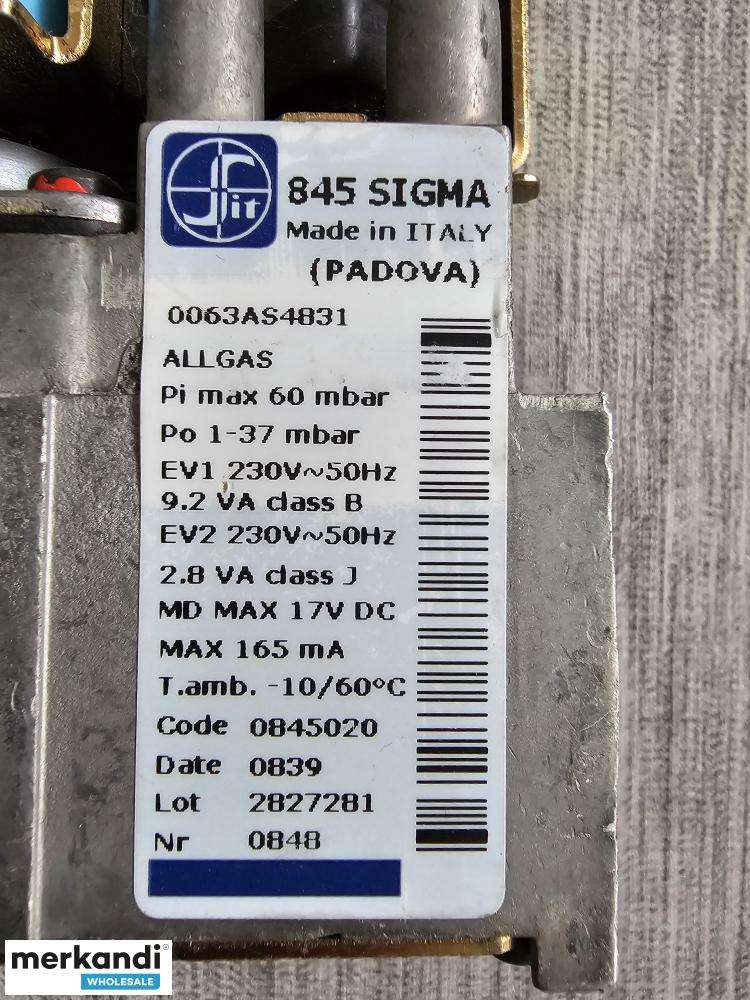 Sit
845 SIGMA
Made in ITALY
(PADOVA)
0063AS4831
ALLGAS
Pi max 60 mbar
Po 1-37 mbar
EV1 230V~50Hz
9.2 VA class B
EV2 230V~50Hz
2.8 VA class J
MD MAX 17V DC
MAX 165 mA
T.amb. -10/60°C
Code 0845020
Date 0839
Lot 2827281
Nr 0848
merkandi
WHOLESALE